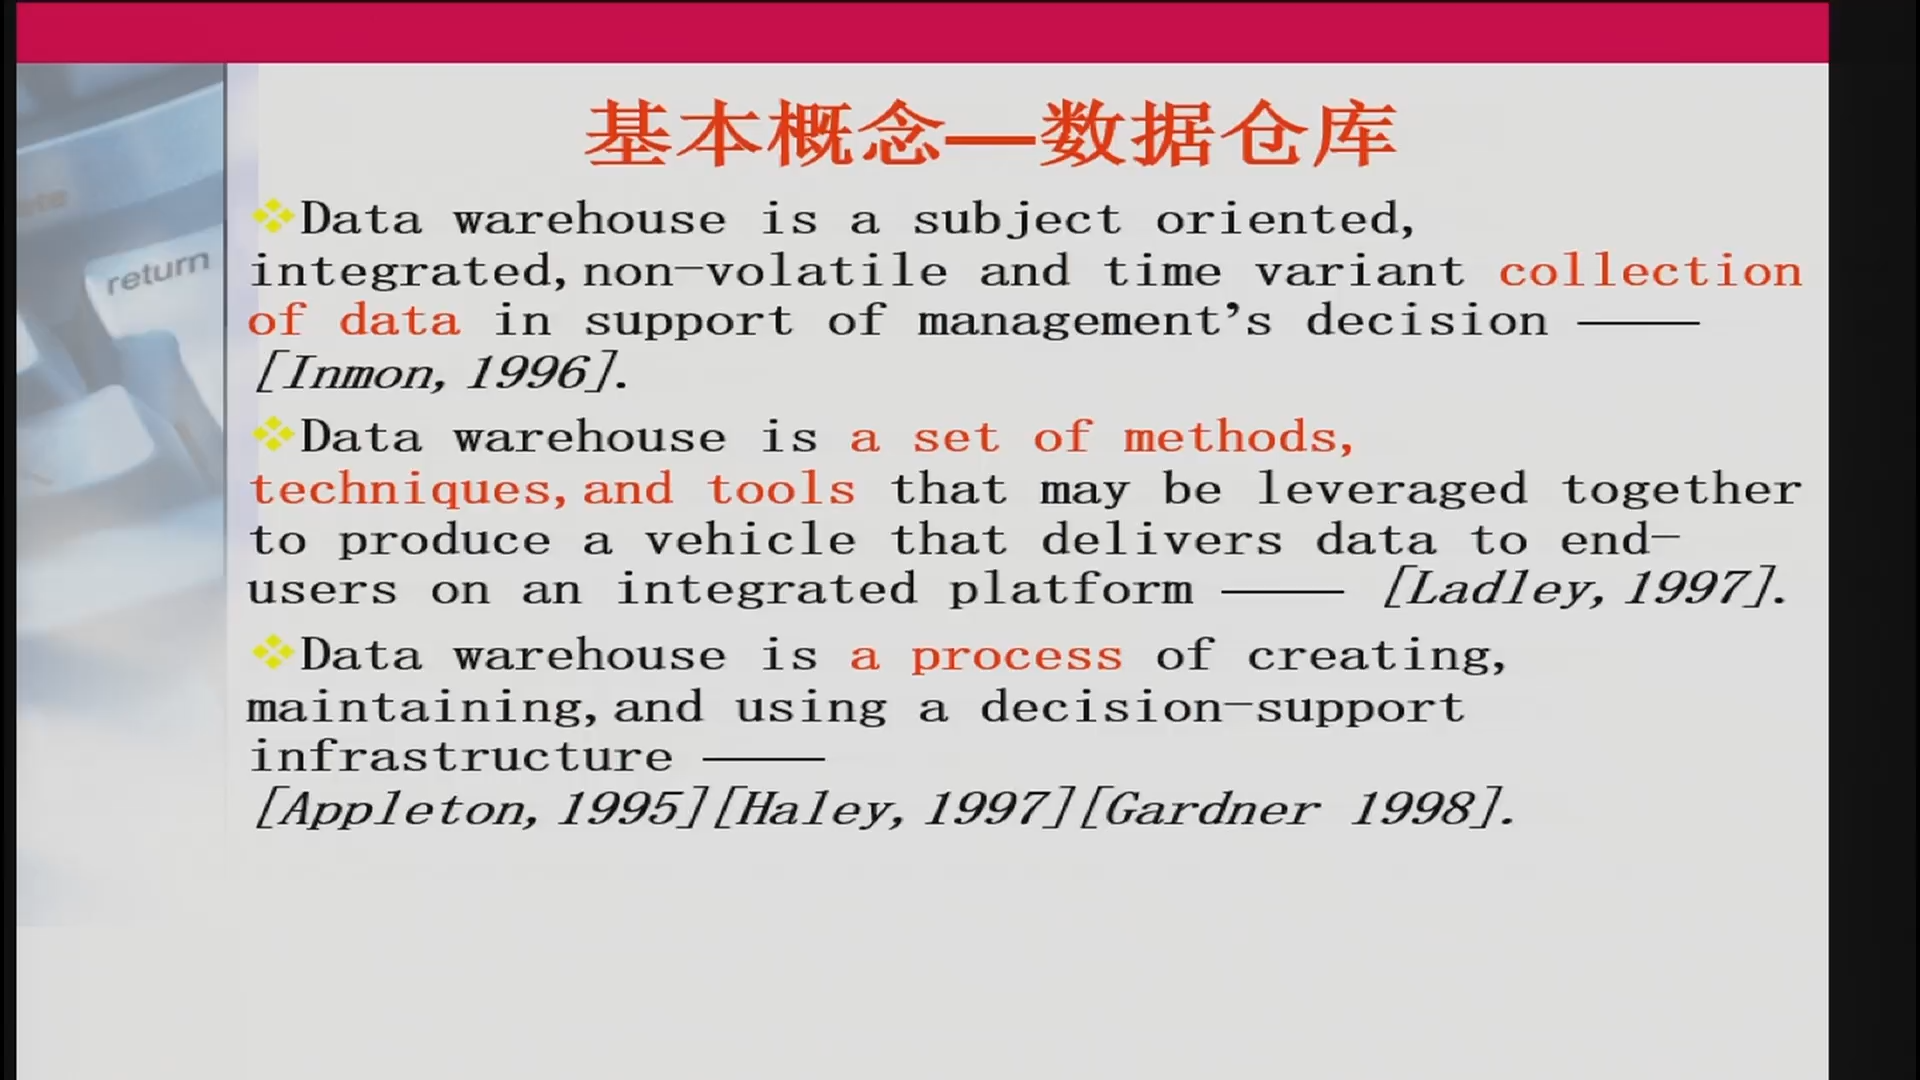 基本概念—数据仓库
Data warehouse is a subject oriented,
integrated,non-volatile and time variant collection
of data in support of management's decision ——
[Inmon,1996].
Data warehouse is a set of methods,
techniques,and tools that may be leveraged together
to produce a vehicle that delivers data to end-
users on an integrated platform —— [Ladley,1997].
Data warehouse is a process of creating,
maintaining,and using a decision-support
infrastructure ——
[Appleton,1995][Haley,1997][Gardner 1998].
return